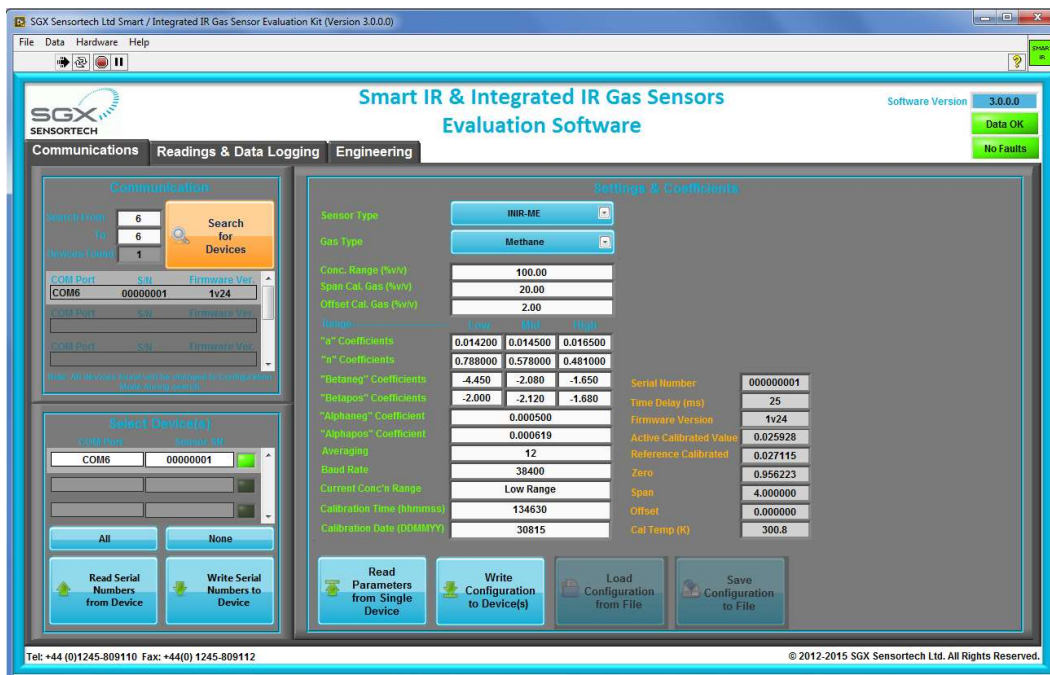 SGX Sensortech Ltd Smart / Integrated IR Gas Sensor Evaluation Kit (Version 3.0.0.0)
File Data Hardware Help
SMAR
IR
SGX
SENSORTECH
Smart IR & Integrated IR Gas Sensors
Evaluation Software
Software Version 3.0.0.0
Data OK
No Faults
Communications Readings & Data Logging Engineering
Communication
Search From 6
To 6
Devices Found 1
Search
for
Devices
COM Port S/N Firmware Ver.
COM6 00000001 1v24
COM Port S/N Firmware Ver.
COM Port S/N Firmware Ver.
Select Device(s)
COM Port Sensor SN
COM6 00000001
All None
Read Serial
Numbers
from Device
Write Serial
Numbers to
Device
Settings & Coefficients
Sensor Type INIR-ME
Gas Type Methane
Conc. Range (%v/v) 100.00
Span Cal. Gas (%v/v) 20.00
Offset Cal. Gas (%v/v) 2.00
Range Low Mid High
"a" Coefficients 0.014200 0.014500 0.016500
"n" Coefficients 0.788000 0.578000 0.481000
"Betaneg" Coefficients -4.450 -2.080 -1.650
"Betapos" Coefficients -2.000 -2.120 -1.680
"Alphaneg" Coefficient 0.000500
"Alphapos" Coefficient 0.000619
Averaging 12
Baud Rate 38400
Current Conc'n Range Low Range
Calibration Time (hhmmss) 134630
Calibration Date (DDMMYY) 30815
Serial Number 000000001
Time Delay (ms) 25
Firmware Version 1v24
Active Calibrated Value 0.025928
Reference Calibrated 0.027115
Zero 0.956223
Span 4.000000
Offset 0.000000
Cal Temp (K) 300.8
Read
Parameters
from Single
Device
Write
Configuration
to Device(s)
Load
Configuration
from File
Save
Configuration
to File
Tel: +44 (0)1245-809110 Fax: +44(0) 1245-809112
© 2012-2015 SGX Sensortech Ltd. All Rights Reserved.